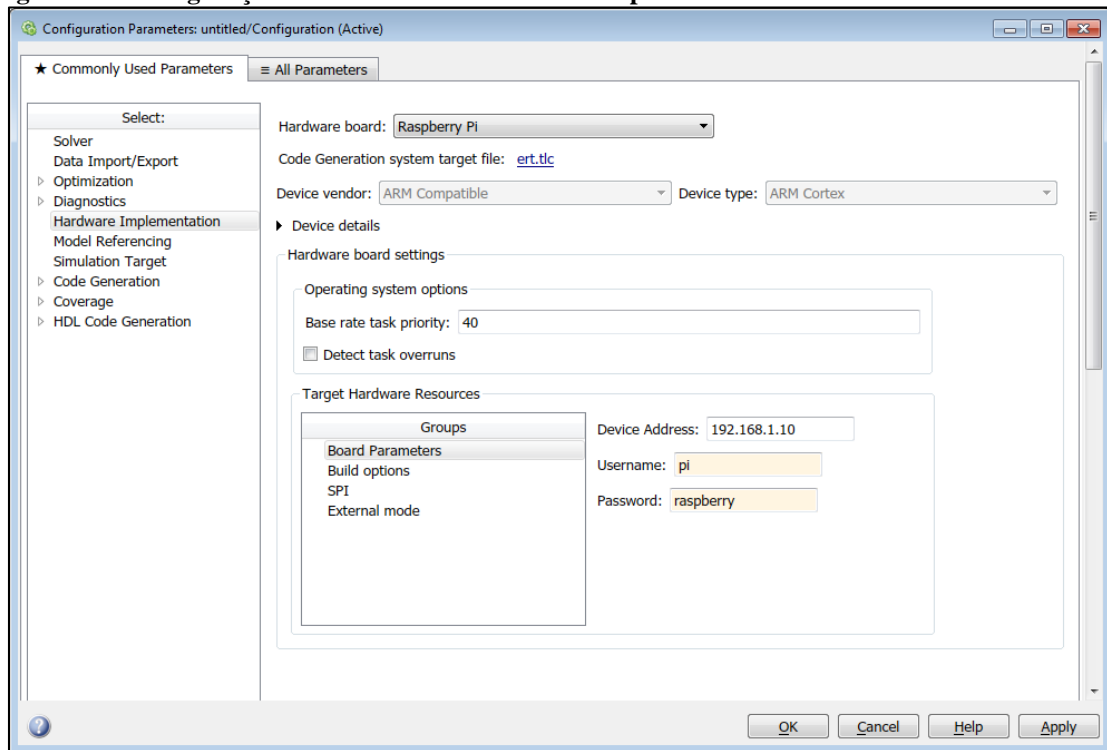 Configuration Parameters: untitled/Configuration (Active)
★ Commonly Used Parameters
≡ All Parameters
Select:
Solver
Data Import/Export
Optimization
Diagnostics
Hardware Implementation
Model Referencing
Simulation Target
Code Generation
Coverage
HDL Code Generation
Hardware board: Raspberry Pi
Code Generation system target file: ert.tlc
Device vendor: ARM Compatible Device type: ARM Cortex
Device details
Hardware board settings
Operating system options
Base rate task priority: 40
Detect task overruns
Target Hardware Resources
Groups
Board Parameters
Build options
SPI
External mode
Device Address: 192.168.1.10
Username: pi
Password: raspberry
OK Cancel Help Apply